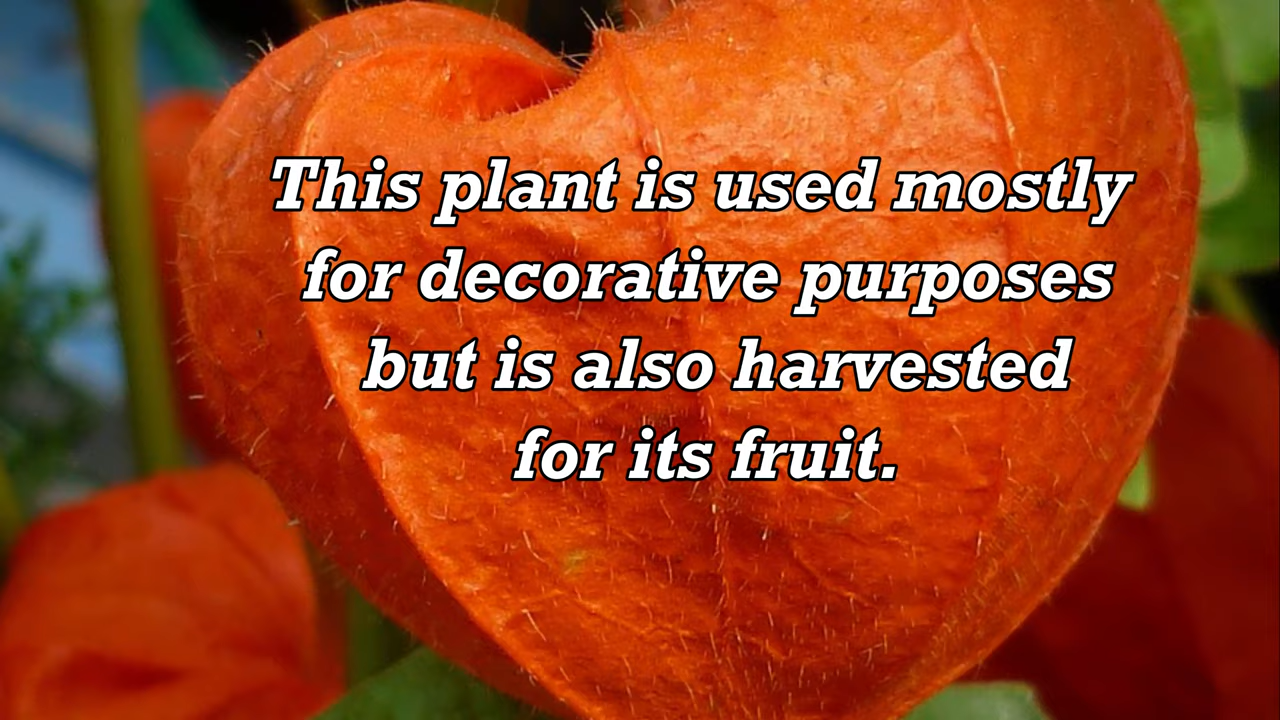 This plant is used mostly
for decorative purposes
but is also harvested
for its fruit.